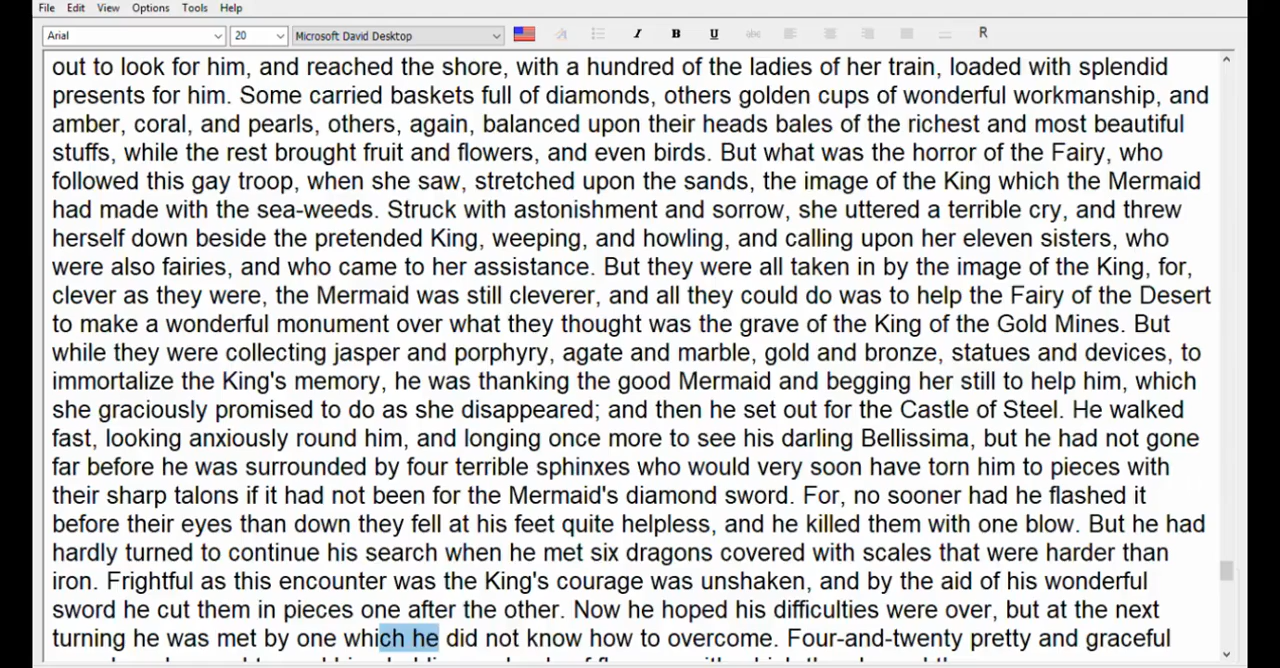 File Edit View Options Tools Help
Arial 20 Microsoft David Desktop I B U abc R
out to look for him, and reached the shore, with a hundred of the ladies of her train, loaded with splendid
presents for him. Some carried baskets full of diamonds, others golden cups of wonderful workmanship, and
amber, coral, and pearls, others, again, balanced upon their heads bales of the richest and most beautiful
stuffs, while the rest brought fruit and flowers, and even birds. But what was the horror of the Fairy, who
followed this gay troop, when she saw, stretched upon the sands, the image of the King which the Mermaid
had made with the sea-weeds. Struck with astonishment and sorrow, she uttered a terrible cry, and threw
herself down beside the pretended King, weeping, and howling, and calling upon her eleven sisters, who
were also fairies, and who came to her assistance. But they were all taken in by the image of the King, for,
clever as they were, the Mermaid was still cleverer, and all they could do was to help the Fairy of the Desert
to make a wonderful monument over what they thought was the grave of the King of the Gold Mines. But
while they were collecting jasper and porphyry, agate and marble, gold and bronze, statues and devices, to
immortalize the King's memory, he was thanking the good Mermaid and begging her still to help him, which
she graciously promised to do as she disappeared; and then he set out for the Castle of Steel. He walked
fast, looking anxiously round him, and longing once more to see his darling Bellissima, but he had not gone
far before he was surrounded by four terrible sphinxes who would very soon have torn him to pieces with
their sharp talons if it had not been for the Mermaid's diamond sword. For, no sooner had he flashed it
before their eyes than down they fell at his feet quite helpless, and he killed them with one blow. But he had
hardly turned to continue his search when he met six dragons covered with scales that were harder than
iron. Frightful as this encounter was the King's courage was unshaken, and by the aid of his wonderful
sword he cut them in pieces one after the other. Now he hoped his difficulties were over, but at the next
turning he was met by one which he did not know how to overcome. Four-and-twenty pretty and graceful